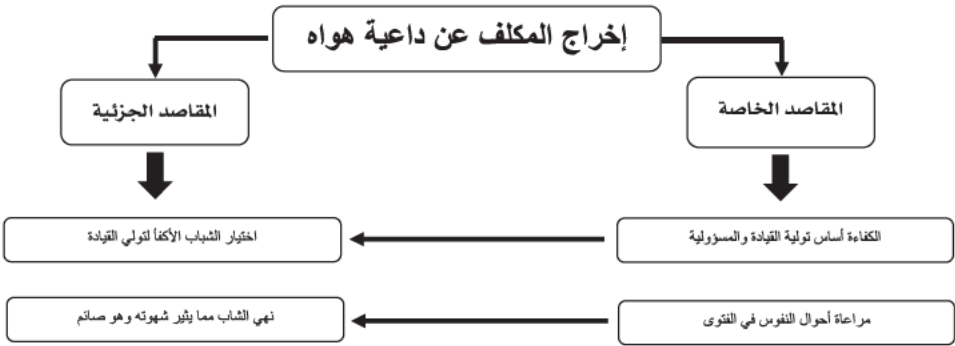 إخراج المكلف عن داعية هواه
المقاصد الخاصة
المقاصد الجزئية
الكفاءة أساس تولية القيادة والمسؤولية
اختيار الشباب الأكفأ لتولي القيادة
مراعاة أحوال النفوس في الفتوى
نهي الشاب مما يثير شهوته وهو صائم